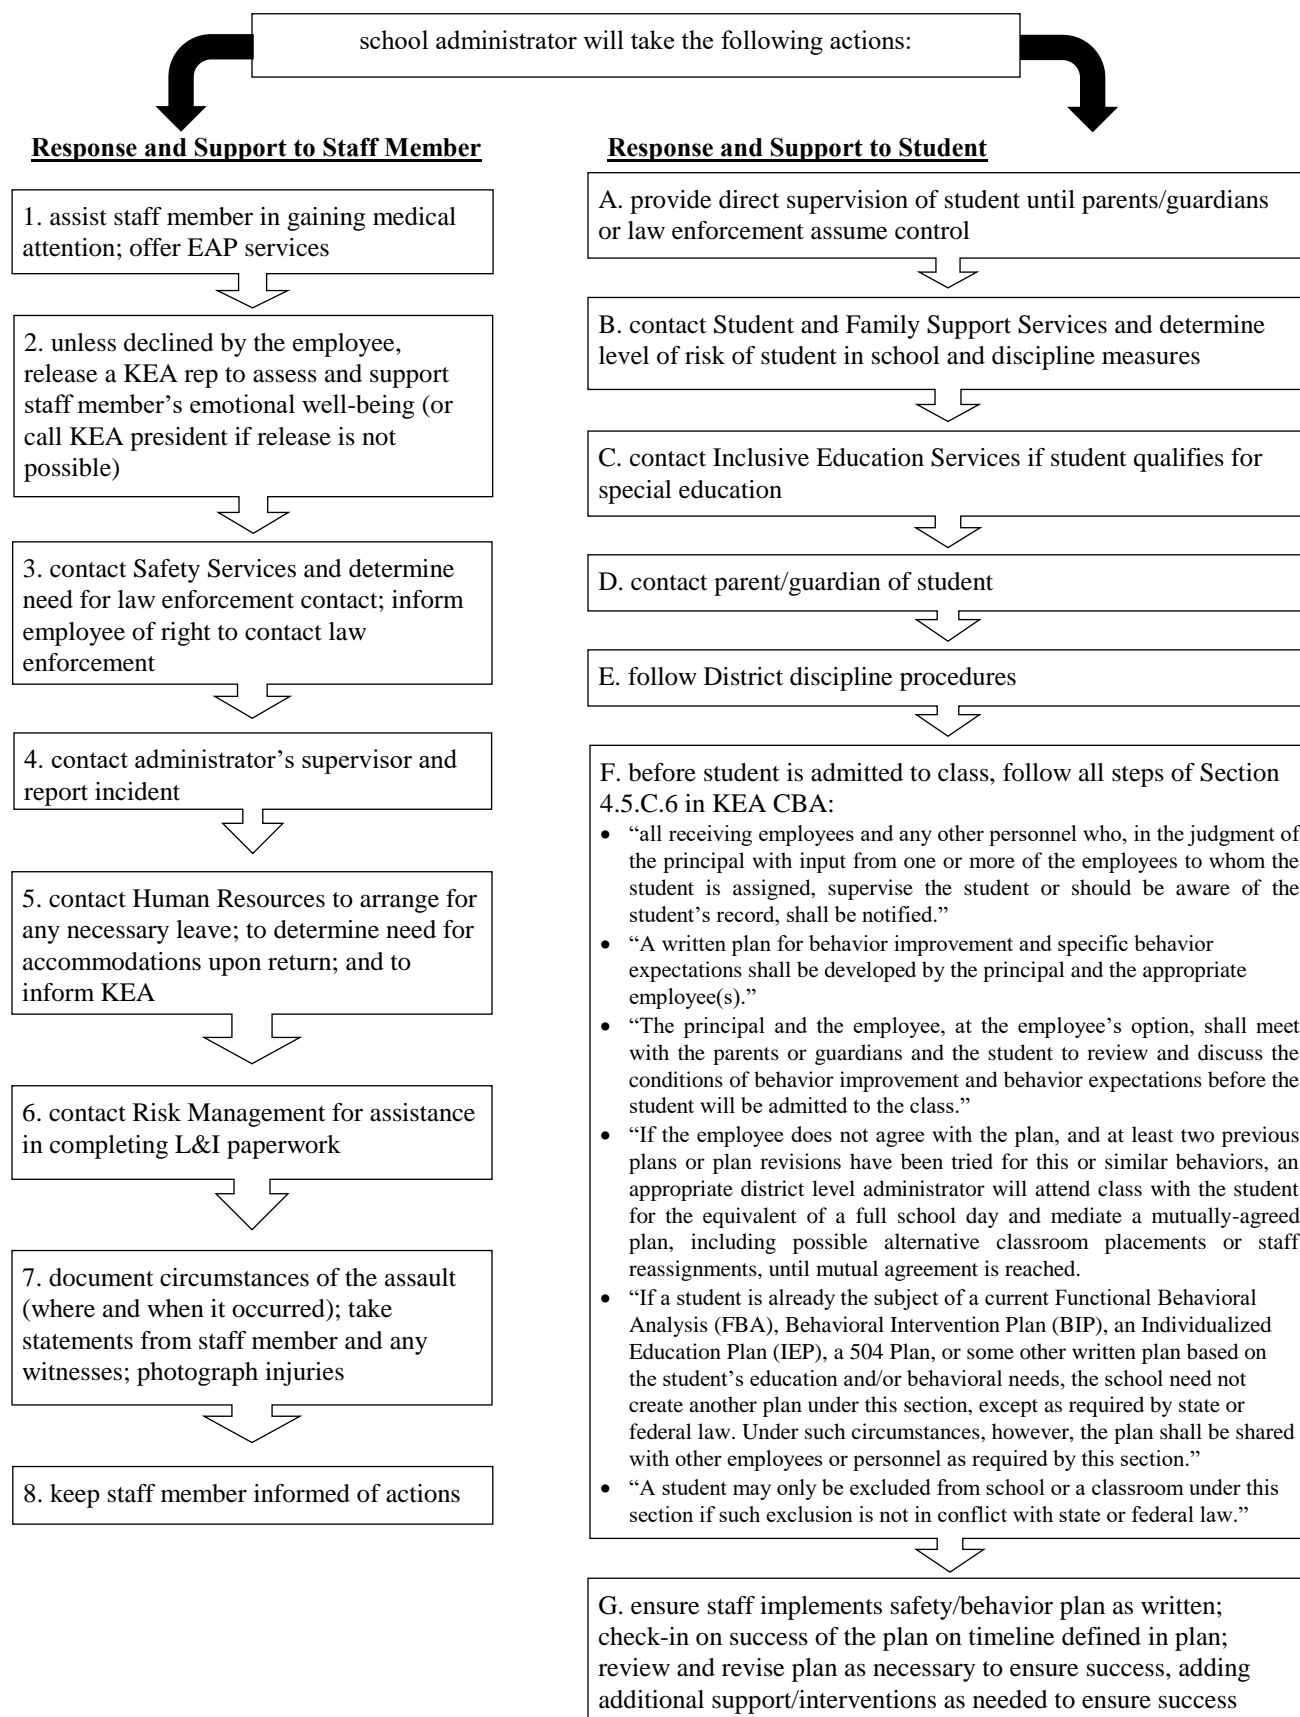 school administrator will take the following actions:
Response and Support to Staff Member
1. assist staff member in gaining medical
attention; offer EAP services
2. unless declined by the employee,
release a KEA rep to assess and support
staff member’s emotional well-being (or
call KEA president if release is not
possible)
3. contact Safety Services and determine
need for law enforcement contact; inform
employee of right to contact law
enforcement
4. contact administrator’s supervisor and
report incident
5. contact Human Resources to arrange for
any necessary leave; to determine need for
accommodations upon return; and to
inform KEA
6. contact Risk Management for assistance
in completing L&I paperwork
7. document circumstances of the assault
(where and when it occurred); take
statements from staff member and any
witnesses; photograph injuries
8. keep staff member informed of actions
Response and Support to Student
A. provide direct supervision of student until parents/guardians
or law enforcement assume control
B. contact Student and Family Support Services and determine
level of risk of student in school and discipline measures
C. contact Inclusive Education Services if student qualifies for
special education
D. contact parent/guardian of student
E. follow District discipline procedures
F. before student is admitted to class, follow all steps of Section
4.5.C.6 in KEA CBA:
• “all receiving employees and any other personnel who, in the judgment of
the principal with input from one or more of the employees to whom the
student is assigned, supervise the student or should be aware of the
student’s record, shall be notified.”
• “A written plan for behavior improvement and specific behavior
expectations shall be developed by the principal and the appropriate
employee(s).”
• “The principal and the employee, at the employee’s option, shall meet
with the parents or guardians and the student to review and discuss the
conditions of behavior improvement and behavior expectations before the
student will be admitted to the class.”
• “If the employee does not agree with the plan, and at least two previous
plans or plan revisions have been tried for this or similar behaviors, an
appropriate district level administrator will attend class with the student
for the equivalent of a full school day and mediate a mutually-agreed
plan, including possible alternative classroom placements or staff
reassignments, until mutual agreement is reached.
• “If a student is already the subject of a current Functional Behavioral
Analysis (FBA), Behavioral Intervention Plan (BIP), an Individualized
Education Plan (IEP), a 504 Plan, or some other written plan based on
the student’s education and/or behavioral needs, the school need not
create another plan under this section, except as required by state or
federal law. Under such circumstances, however, the plan shall be shared
with other employees or personnel as required by this section.”
• “A student may only be excluded from school or a classroom under this
section if such exclusion is not in conflict with state or federal law.”
G. ensure staff implements safety/behavior plan as written;
check-in on success of the plan on timeline defined in plan;
review and revise plan as necessary to ensure success, adding
additional support/interventions as needed to ensure success